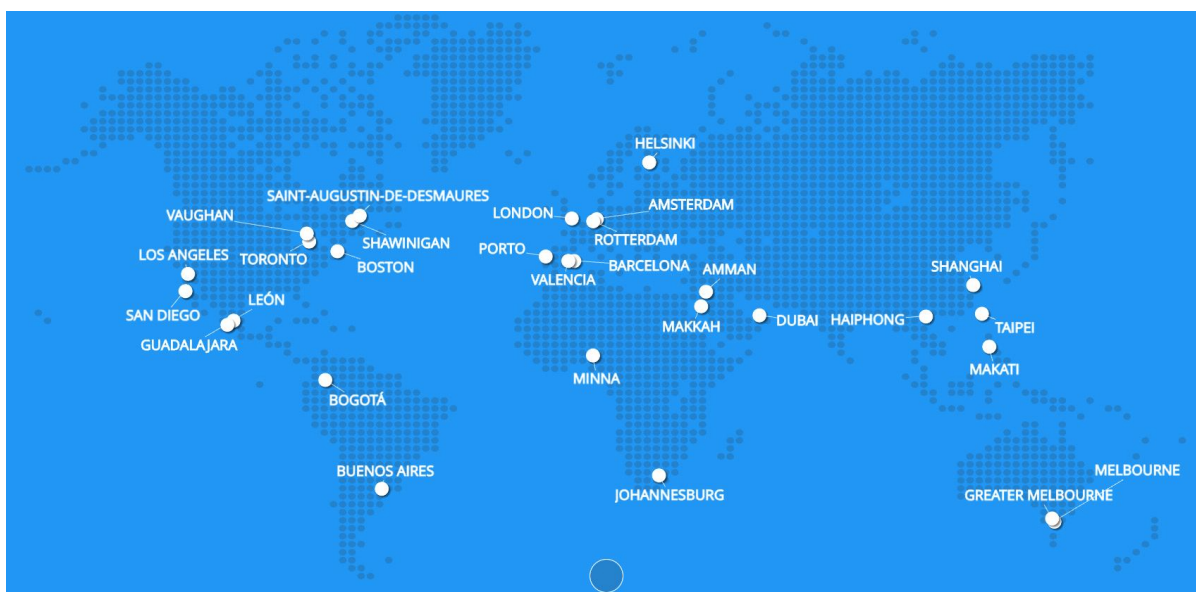 HELSINKI
SAINT-AUGUSTIN-DE-DESMAURES
VAUGHAN
LONDON
AMSTERDAM
SHAWINIGAN
ROTTERDAM
LOS ANGELES
TORONTO
BOSTON
PORTO
VALENCIA
BARCELONA
AMMAN
SHANGHAI
SAN DIEGO
LEÓN
GUADALAJARA
MAKKAH
DUBAI
HAIPHONG
TAIPEI
MINNA
MAKATI
BOGOTÁ
BUENOS AIRES
JOHANNESBURG
MELBOURNE
GREATER MELBOURNE